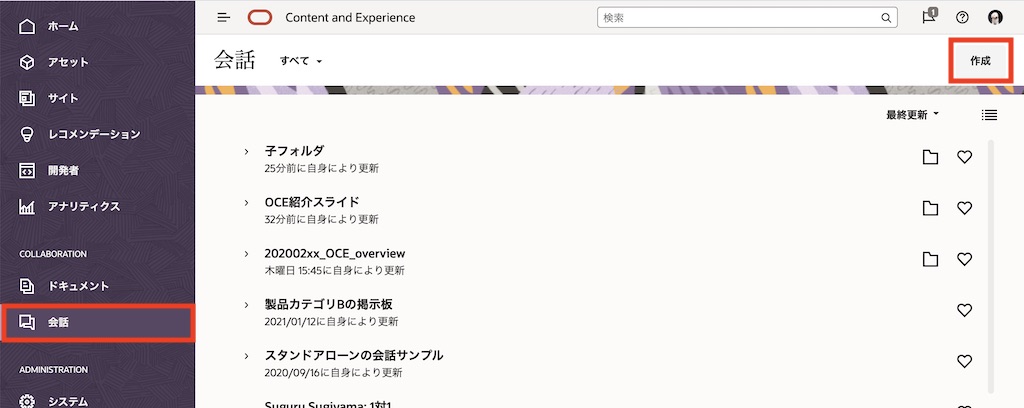 ホーム
アセット
サイト
レコメンデーション
開発者
アナリティクス
COLLABORATION
ドキュメント
会話
ADMINISTRATION
システム
Content and Experience
検索
1
会話
すべて
作成
最終更新
子フォルダ
25分前に自身により更新
OCE紹介スライド
32分前に自身により更新
202002xx_OCE_overview
木曜日 15:45に自身により更新
製品カテゴリBの掲示板
2021/01/12に自身により更新
スタンドアローンの会話サンプル
2020/09/16に自身により更新
Suguru Sugiyama: 1対1